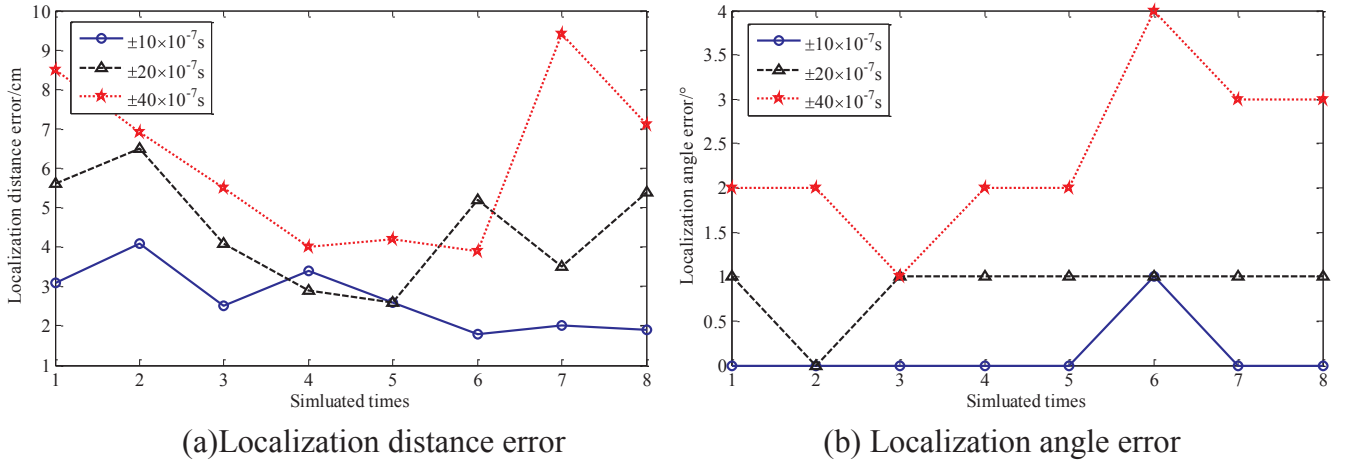 10
9
8
7
6
5
4
3
2
1
Localization distance error/cm
±10×10-7s
±20×10-7s
±40×10-7s
1 2 3 4 5 6 7 8
Simluated times
(a)Localization distance error
4
3.5
3
2.5
2
1.5
1
0.5
0
Localization angle error/°
±10×10-7s
±20×10-7s
±40×10-7s
1 2 3 4 5 6 7 8
Simluated times
(b) Localization angle error